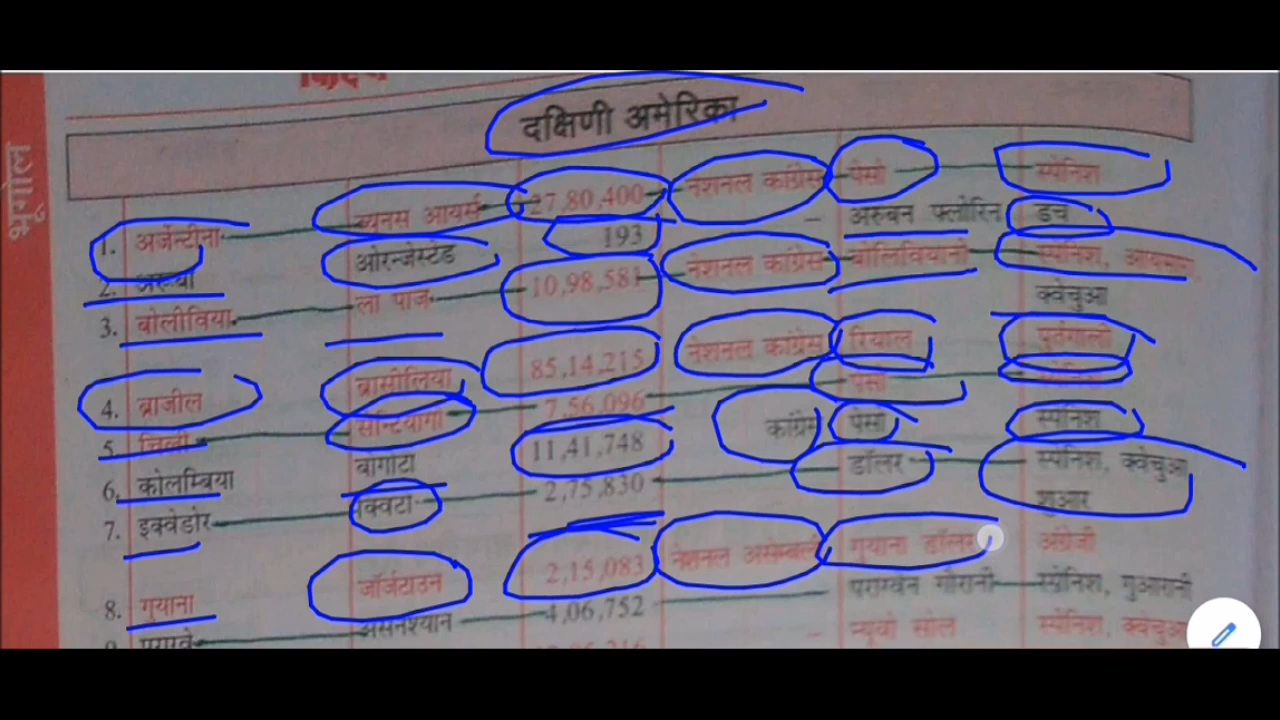 भूगोल
दक्षिणी अमेरिका
1. अर्जेन्टीना ब्यूनस आयर्स 27,80,400 नेशनल कांग्रेस पेसो स्पेनिश
2. अरूबा ओरन्जेस्टेड 193 – अरुबन फ्लोरिन डच
3. बोलीविया ला पाज 10,98,581 नेशनल कांग्रेस बोलिवियानो स्पेनिश, आयमारा,
क्वेचुआ
4. ब्राजील ब्रासीलिया 85,14,215 नेशनल कांग्रेस रियाल पुर्तगाली
5. चिली सेन्टियागो 7,56,096 पेसो
6. कोलम्बिया बोगोटा 11,41,748 कांग्रेस पेसो स्पेनिश
7. इक्वेडोर क्विटो 2,75,830 डॉलर स्पेनिश, क्वेचुआ
शुआर
8. गुयाना जॉर्जटाउन 2,15,083 नेशनल असेम्बली गुयाना डॉलर अंग्रेजी
असनश्यान 4,06,752 पराग्वेन गौरानी स्पेनिश, गुआरानी
– न्यूवो सोल स्पेनिश, क्वेचुआ